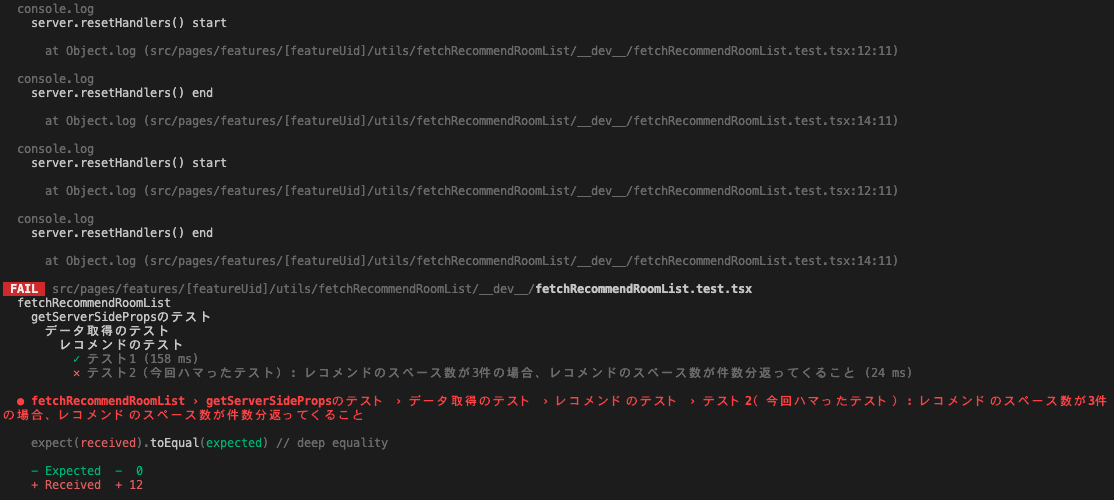 console.log
server.resetHandlers() start
at Object.log (src/pages/features/[featureUid]/utils/fetchRecommendRoomList/__dev__/fetchRecommendRoomList.test.tsx:12:11)
console.log
server.resetHandlers() end
at Object.log (src/pages/features/[featureUid]/utils/fetchRecommendRoomList/__dev__/fetchRecommendRoomList.test.tsx:14:11)
console.log
server.resetHandlers() start
at Object.log (src/pages/features/[featureUid]/utils/fetchRecommendRoomList/__dev__/fetchRecommendRoomList.test.tsx:12:11)
console.log
server.resetHandlers() end
at Object.log (src/pages/features/[featureUid]/utils/fetchRecommendRoomList/__dev__/fetchRecommendRoomList.test.tsx:14:11)
FAIL src/pages/features/[featureUid]/utils/fetchRecommendRoomList/__dev__/fetchRecommendRoomList.test.tsx
fetchRecommendRoomList
getServerSidePropsのテスト
データ取得のテスト
レコメンドのテスト
✓ テスト1 (158 ms)
✕ テスト2（今回ハマったテスト）: レコメンドのスペース数が3件の場合、レコメンドのスペース数が件数分返ってくること (24 ms)
● fetchRecommendRoomList › getServerSidePropsのテスト › データ取得のテスト › レコメンドのテスト › テスト2（今回ハマったテスト）: レコメンドのスペース数が3件
の場合、レコメンドのスペース数が件数分返ってくること
expect(received).toEqual(expected) // deep equality
- Expected - 0
+ Received + 12